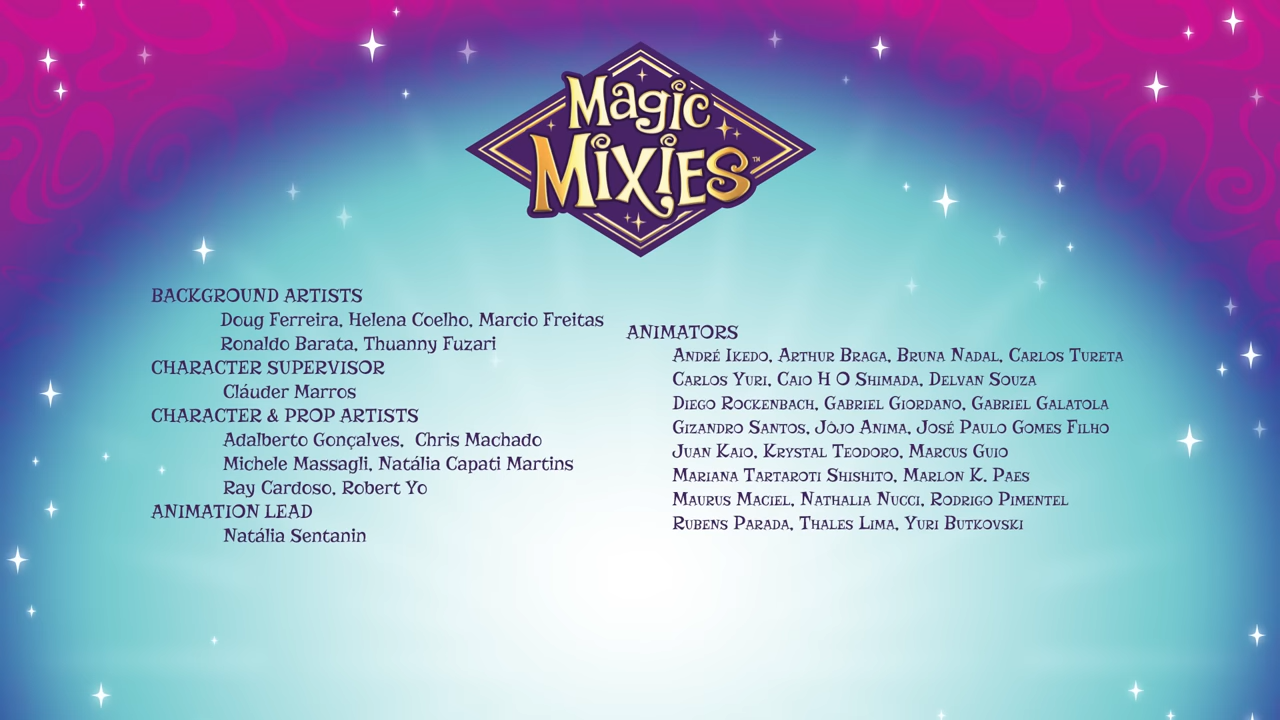 Magic
Mixies™
BACKGROUND ARTISTS
Doug Ferreira, Helena Coelho, Marcio Freitas
Ronaldo Barata, Thuanny Fuzari
CHARACTER SUPERVISOR
Cláuder Marros
CHARACTER & PROP ARTISTS
Adalberto Gonçalves, Chris Machado
Michele Massagli, Natália Capati Martins
Ray Cardoso, Robert Yo
ANIMATION LEAD
Natália Sentanin
ANIMATORS
André Ikedo, Arthur Braga, Bruna Nadal, Carlos Tureta
Carlos Yuri, Caio H O Shimada, Delvan Souza
Diego Rockenbach, Gabriel Giordano, Gabriel Galatola
Gizandro Santos, Jôjo Anima, José Paulo Gomes Filho
Juan Kaio, Krystal Teodoro, Marcus Guio
Mariana Tartaroti Shishito, Marlon K. Paes
Maurus Maciel, Nathalia Nucci, Rodrigo Pimentel
Rubens Parada, Thales Lima, Yuri Butkovski